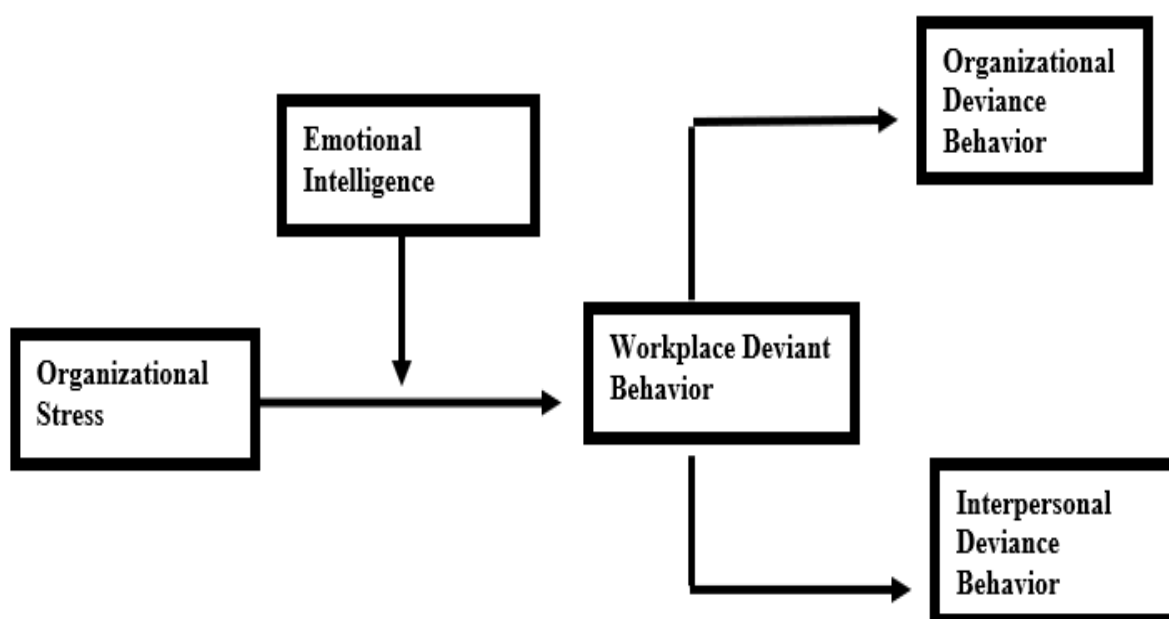 Organizational
Deviance
Behavior
Emotional
Intelligence
Workplace Deviant
Behavior
Organizational
Stress
Interpersonal
Deviance
Behavior